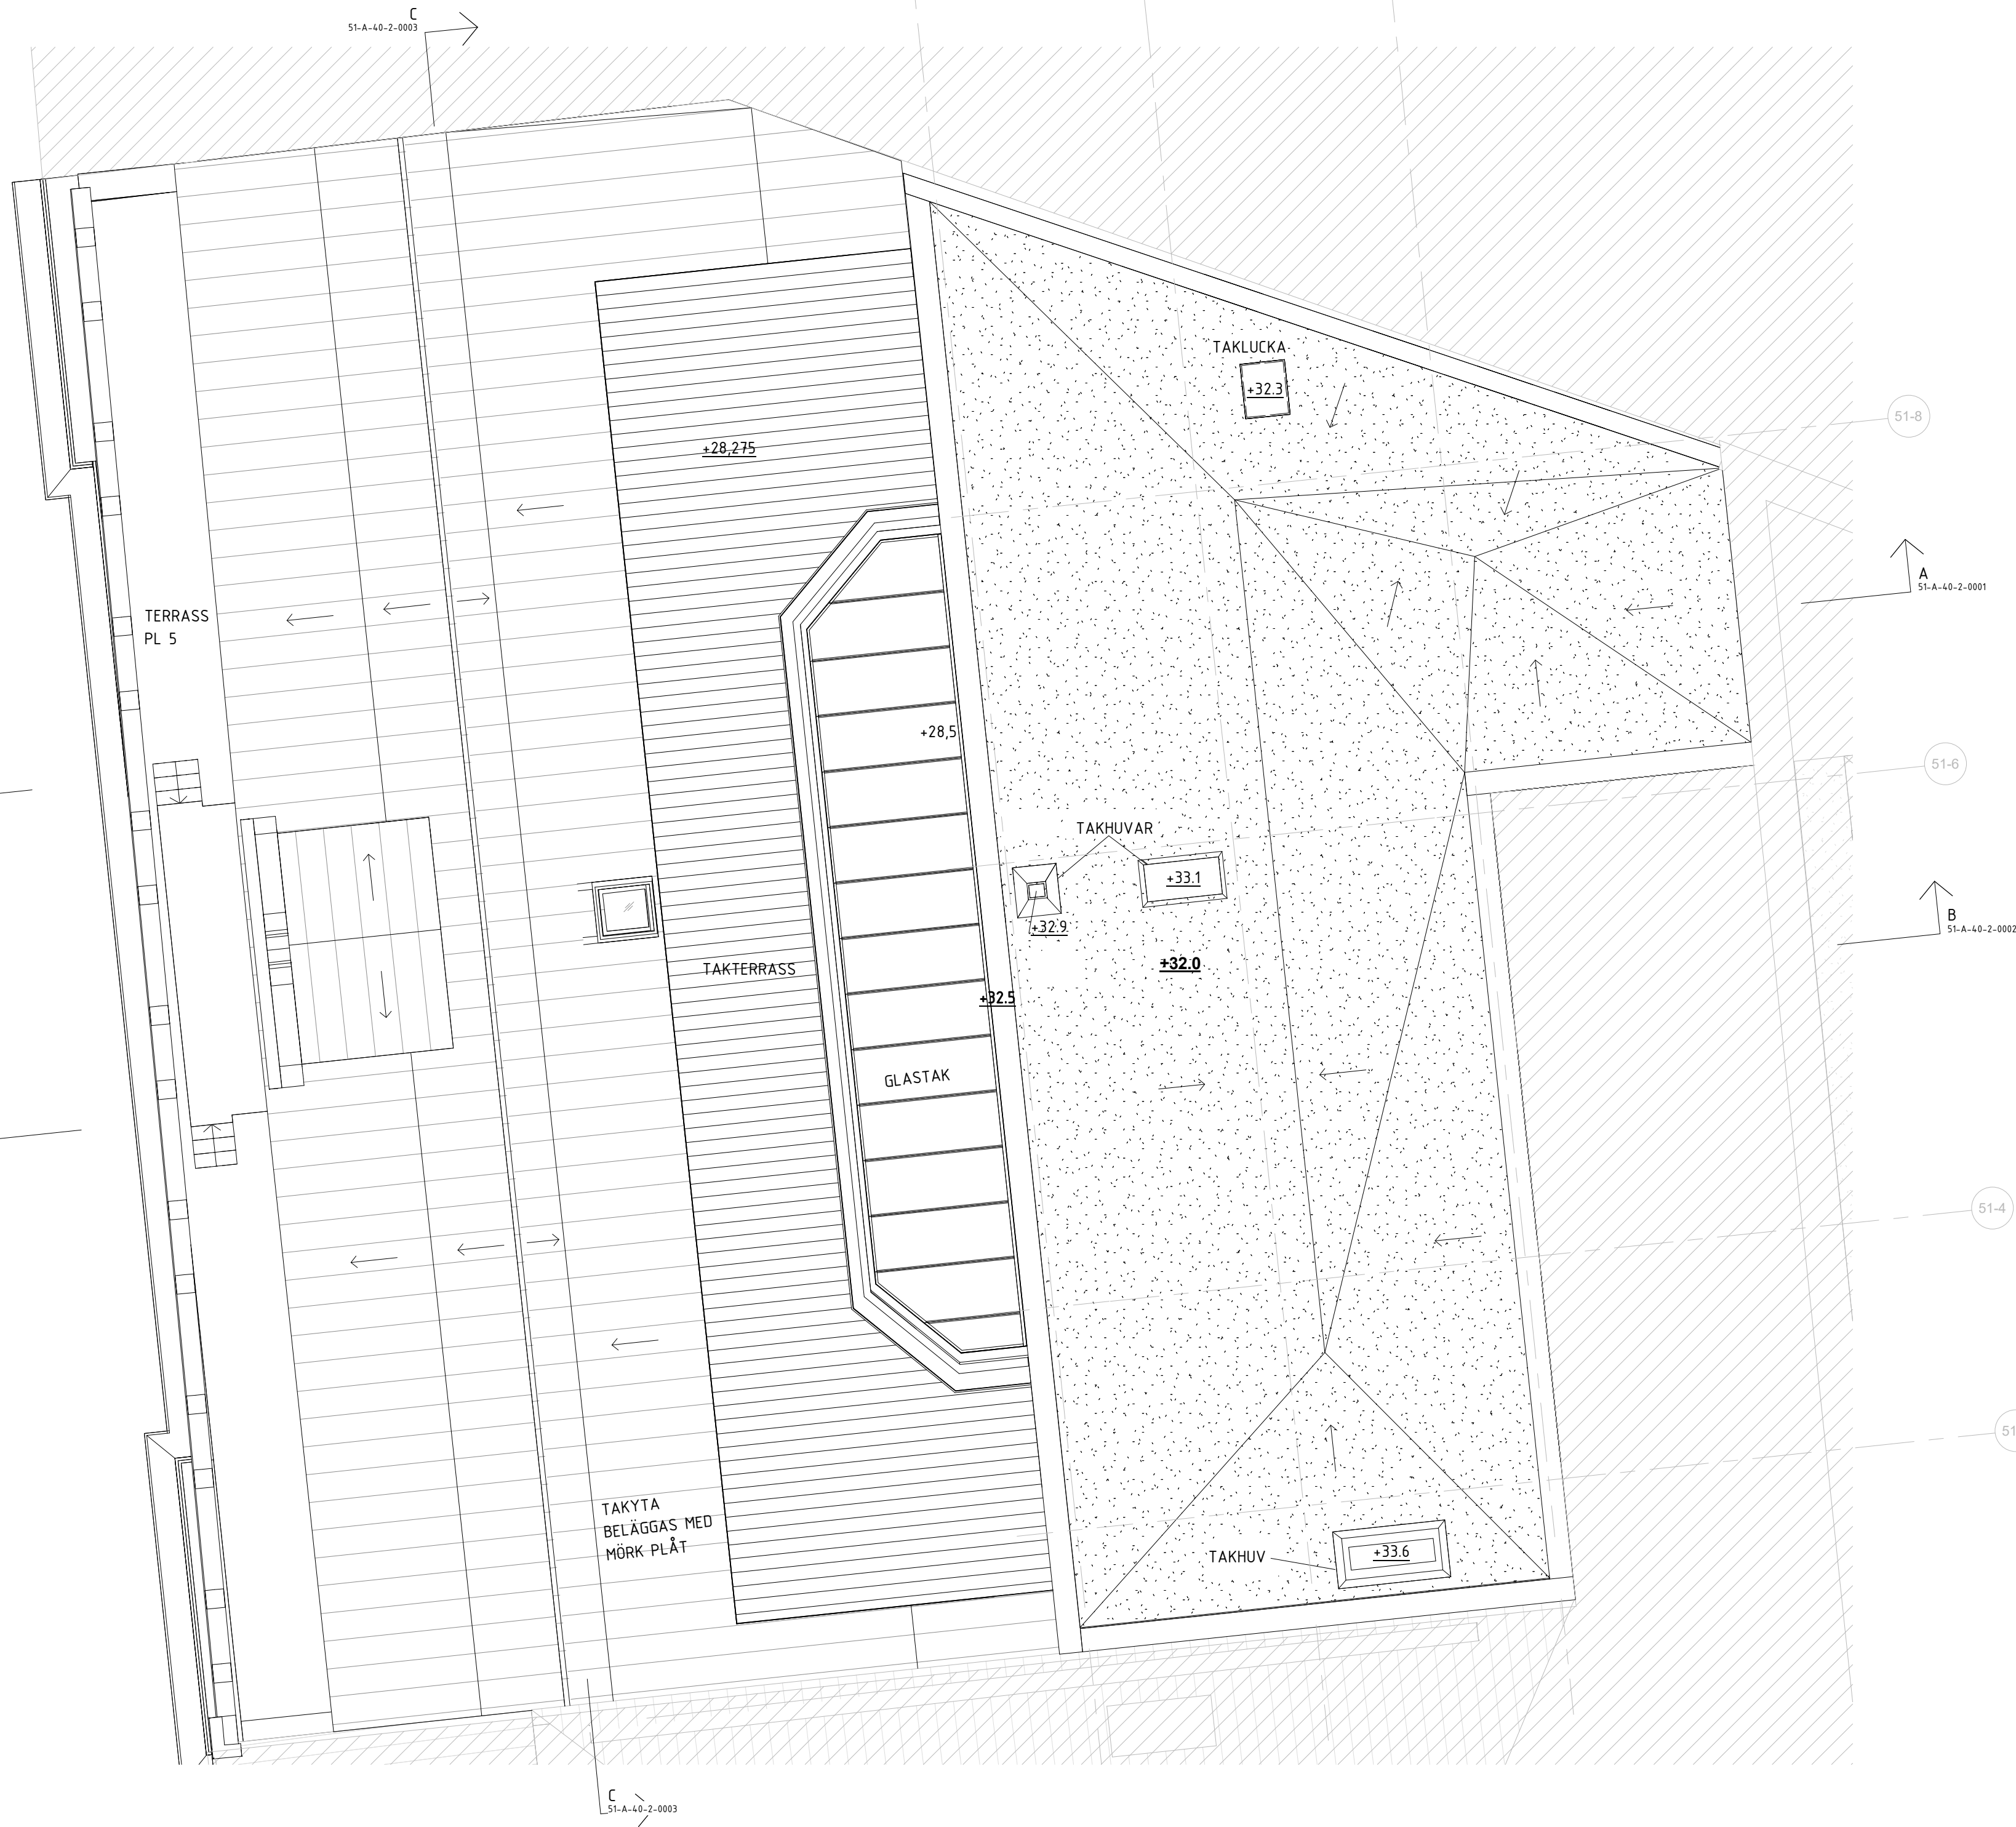 C
51-A-40-2-0003
TAKLUCKA
+32.3
51-8
+28,275
A
51-A-40-2-0001
TERRASS
PL 5
+28,5
51-6
TAKHUVAR
+33.1
+32.9
B
51-A-40-2-0002
+32.0
TAKTERRASS
+32.5
GLASTAK
51-4
51
TAKYTA
BELÄGGAS MED
MÖRK PLÅT
TAKHUV
+33.6
C
51-A-40-2-0003